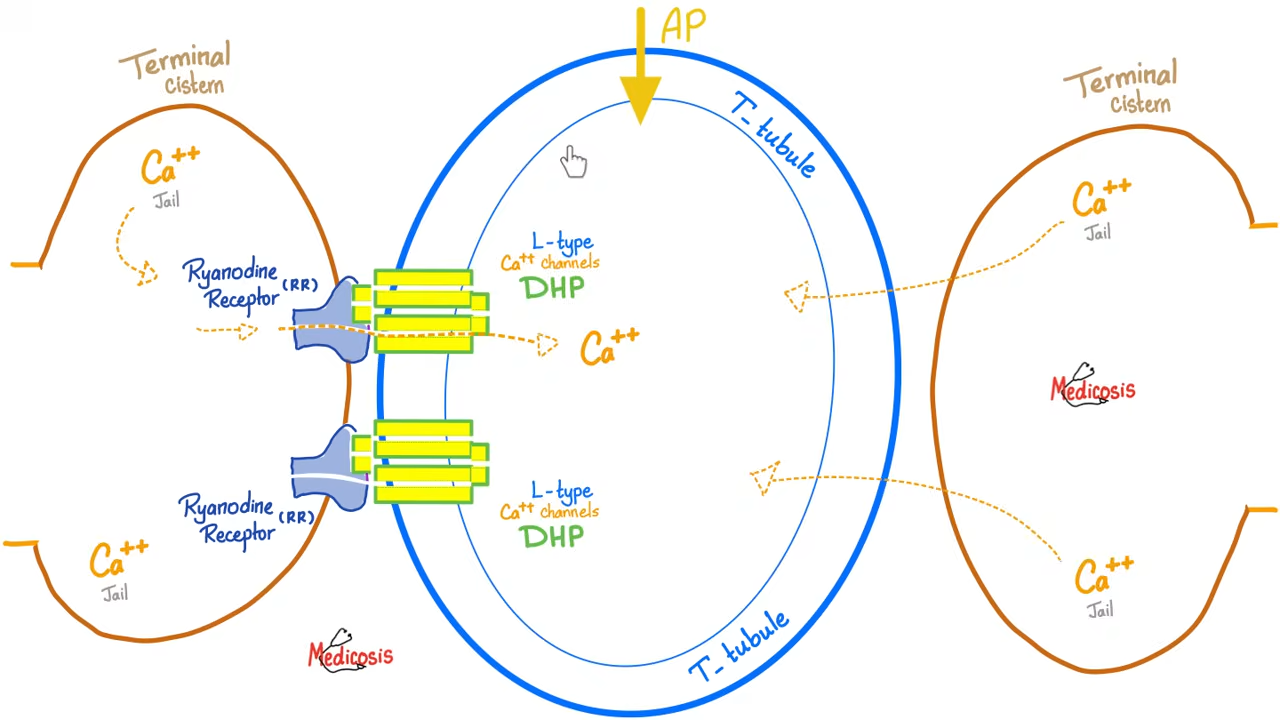 AP
Terminal
cistern
Ca++
Jail
Ryanodine (RR)
Receptor
T-tubule
L-type
Ca++ channels
DHP
Ca++
Terminal
cistern
Ca++
Jail
Medicosis
Ryanodine (RR)
Receptor
L-type
Ca++ channels
DHP
Ca++
Jail
Ca++
Jail
T-tubule
Medicosis